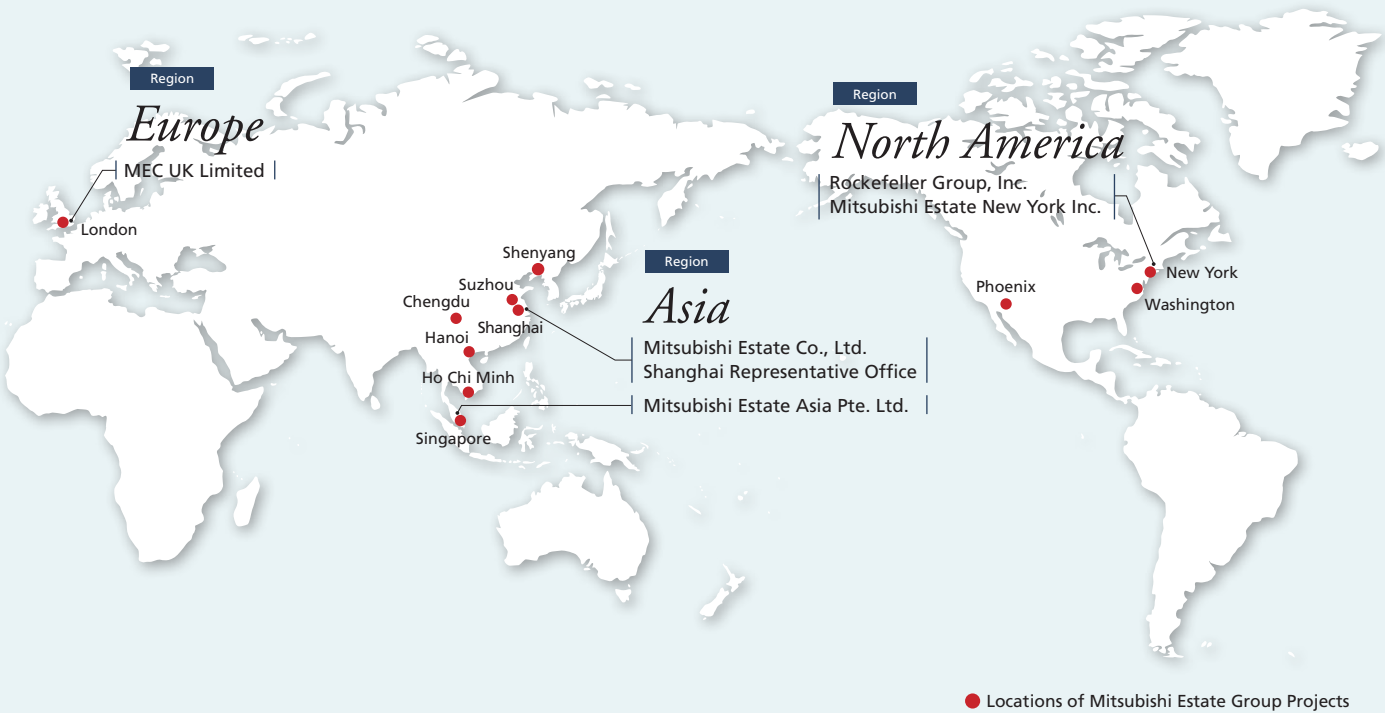 Region
Europe
MEC UK Limited
London
Region
North America
Rockefeller Group, Inc.
Mitsubishi Estate New York Inc.
New York
Washington
Phoenix
Region
Asia
Mitsubishi Estate Co., Ltd.
Shanghai Representative Office
Mitsubishi Estate Asia Pte. Ltd.
Shenyang
Suzhou
Chengdu
Shanghai
Hanoi
Ho Chi Minh
Singapore
Locations of Mitsubishi Estate Group Projects